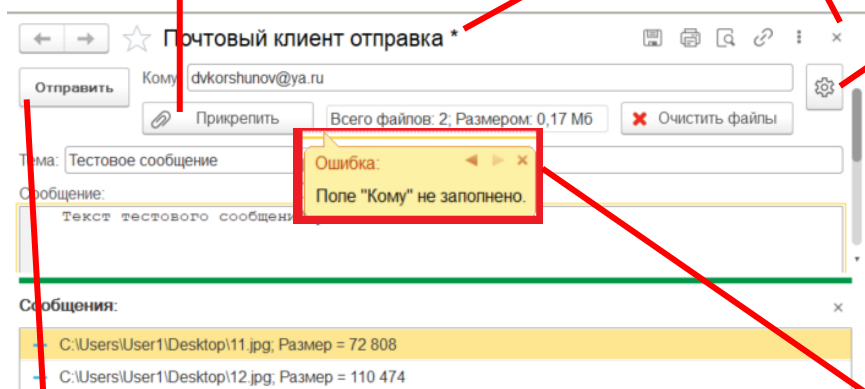 Почтовый клиент отправка *
Отправить
Кому dvkorshunov@ya.ru
Прикрепить
Всего файлов: 2; Размером: 0,17 Мб
Очистить файлы
Тема: Тестовое сообщение
Ошибка:
Поле "Кому" не заполнено.
Сообщение:
Текст тестового
Сообщения:
C:\Users\User1\Desktop\11.jpg; Размер = 72 808
C:\Users\User1\Desktop\12.jpg; Размер = 110 474